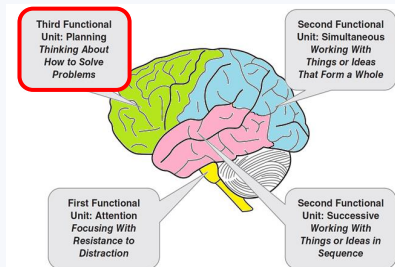 Third Functional
Unit: Planning
Thinking About
How to Solve
Problems
Second Functional
Unit: Simultaneous
Working With
Things or Ideas
That Form a Whole
First Functional
Unit: Attention
Focusing With
Resistance to
Distraction
Second Functional
Unit: Successive
Working With
Things or Ideas in
Sequence